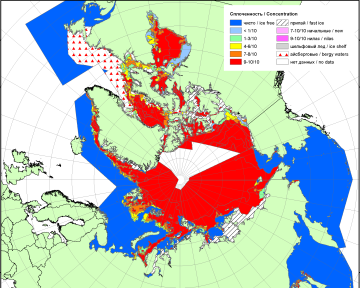 Сплоченность / Concentration
чисто / ice free
< 1/10
1-3/10
4-6/10
7-8/10
9-10/10
припай / fast ice
7-10/10 начальные / new
9-10/10 нилас / nilas
шельфовый лед / ice shelf
айсберговые / bergy waters
нет данных / no data